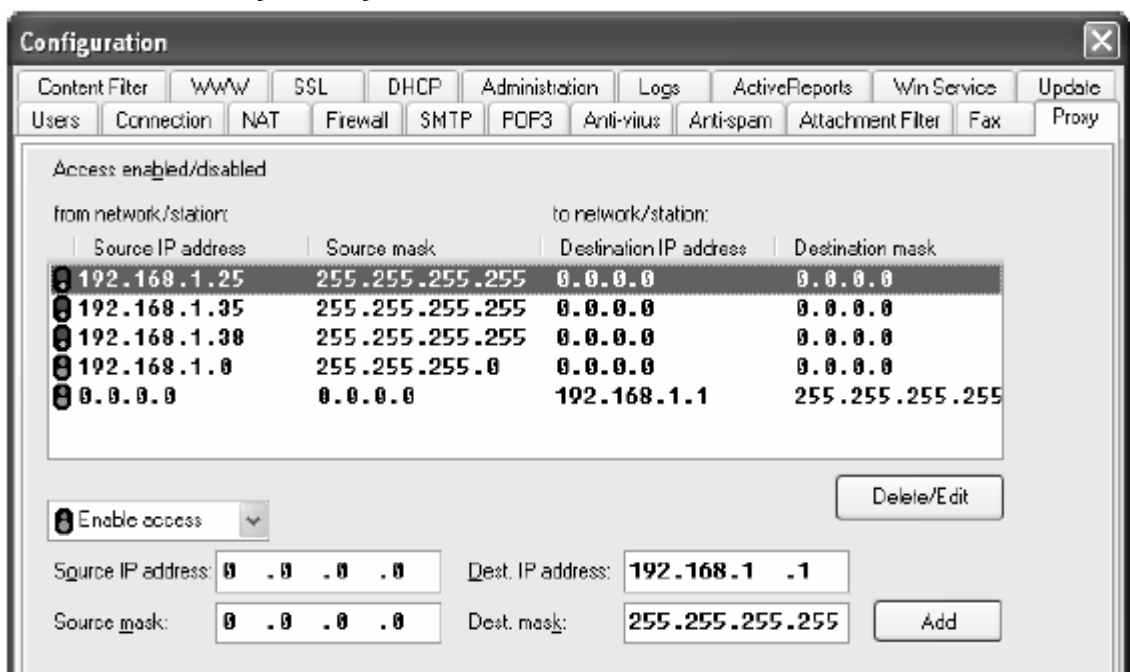 Configuration
Content Filter WWW SSL DHCP Administration Logs ActiveReports Win Service Update
Users Connection NAT Firewall SMTP POP3 Anti-virus Anti-spam Attachment Filter Fax Proxy
Access enabled/disabled
from network/station: to network/station:
Source IP address Source mask Destination IP address Destination mask
192.168.1.25 255.255.255.255 0.0.0.0 0.0.0.0
192.168.1.35 255.255.255.255 0.0.0.0 0.0.0.0
192.168.1.38 255.255.255.255 0.0.0.0 0.0.0.0
192.168.1.0 255.255.255.0 0.0.0.0 0.0.0.0
0.0.0.0 0.0.0.0 192.168.1.1 255.255.255.255
Delete/Edit
Enable access
Source IP address: 0 .0 .0 .0 Dest. IP address: 192.168.1 .1
Source mask: 0 .0 .0 .0 Dest. mask: 255.255.255.255 Add